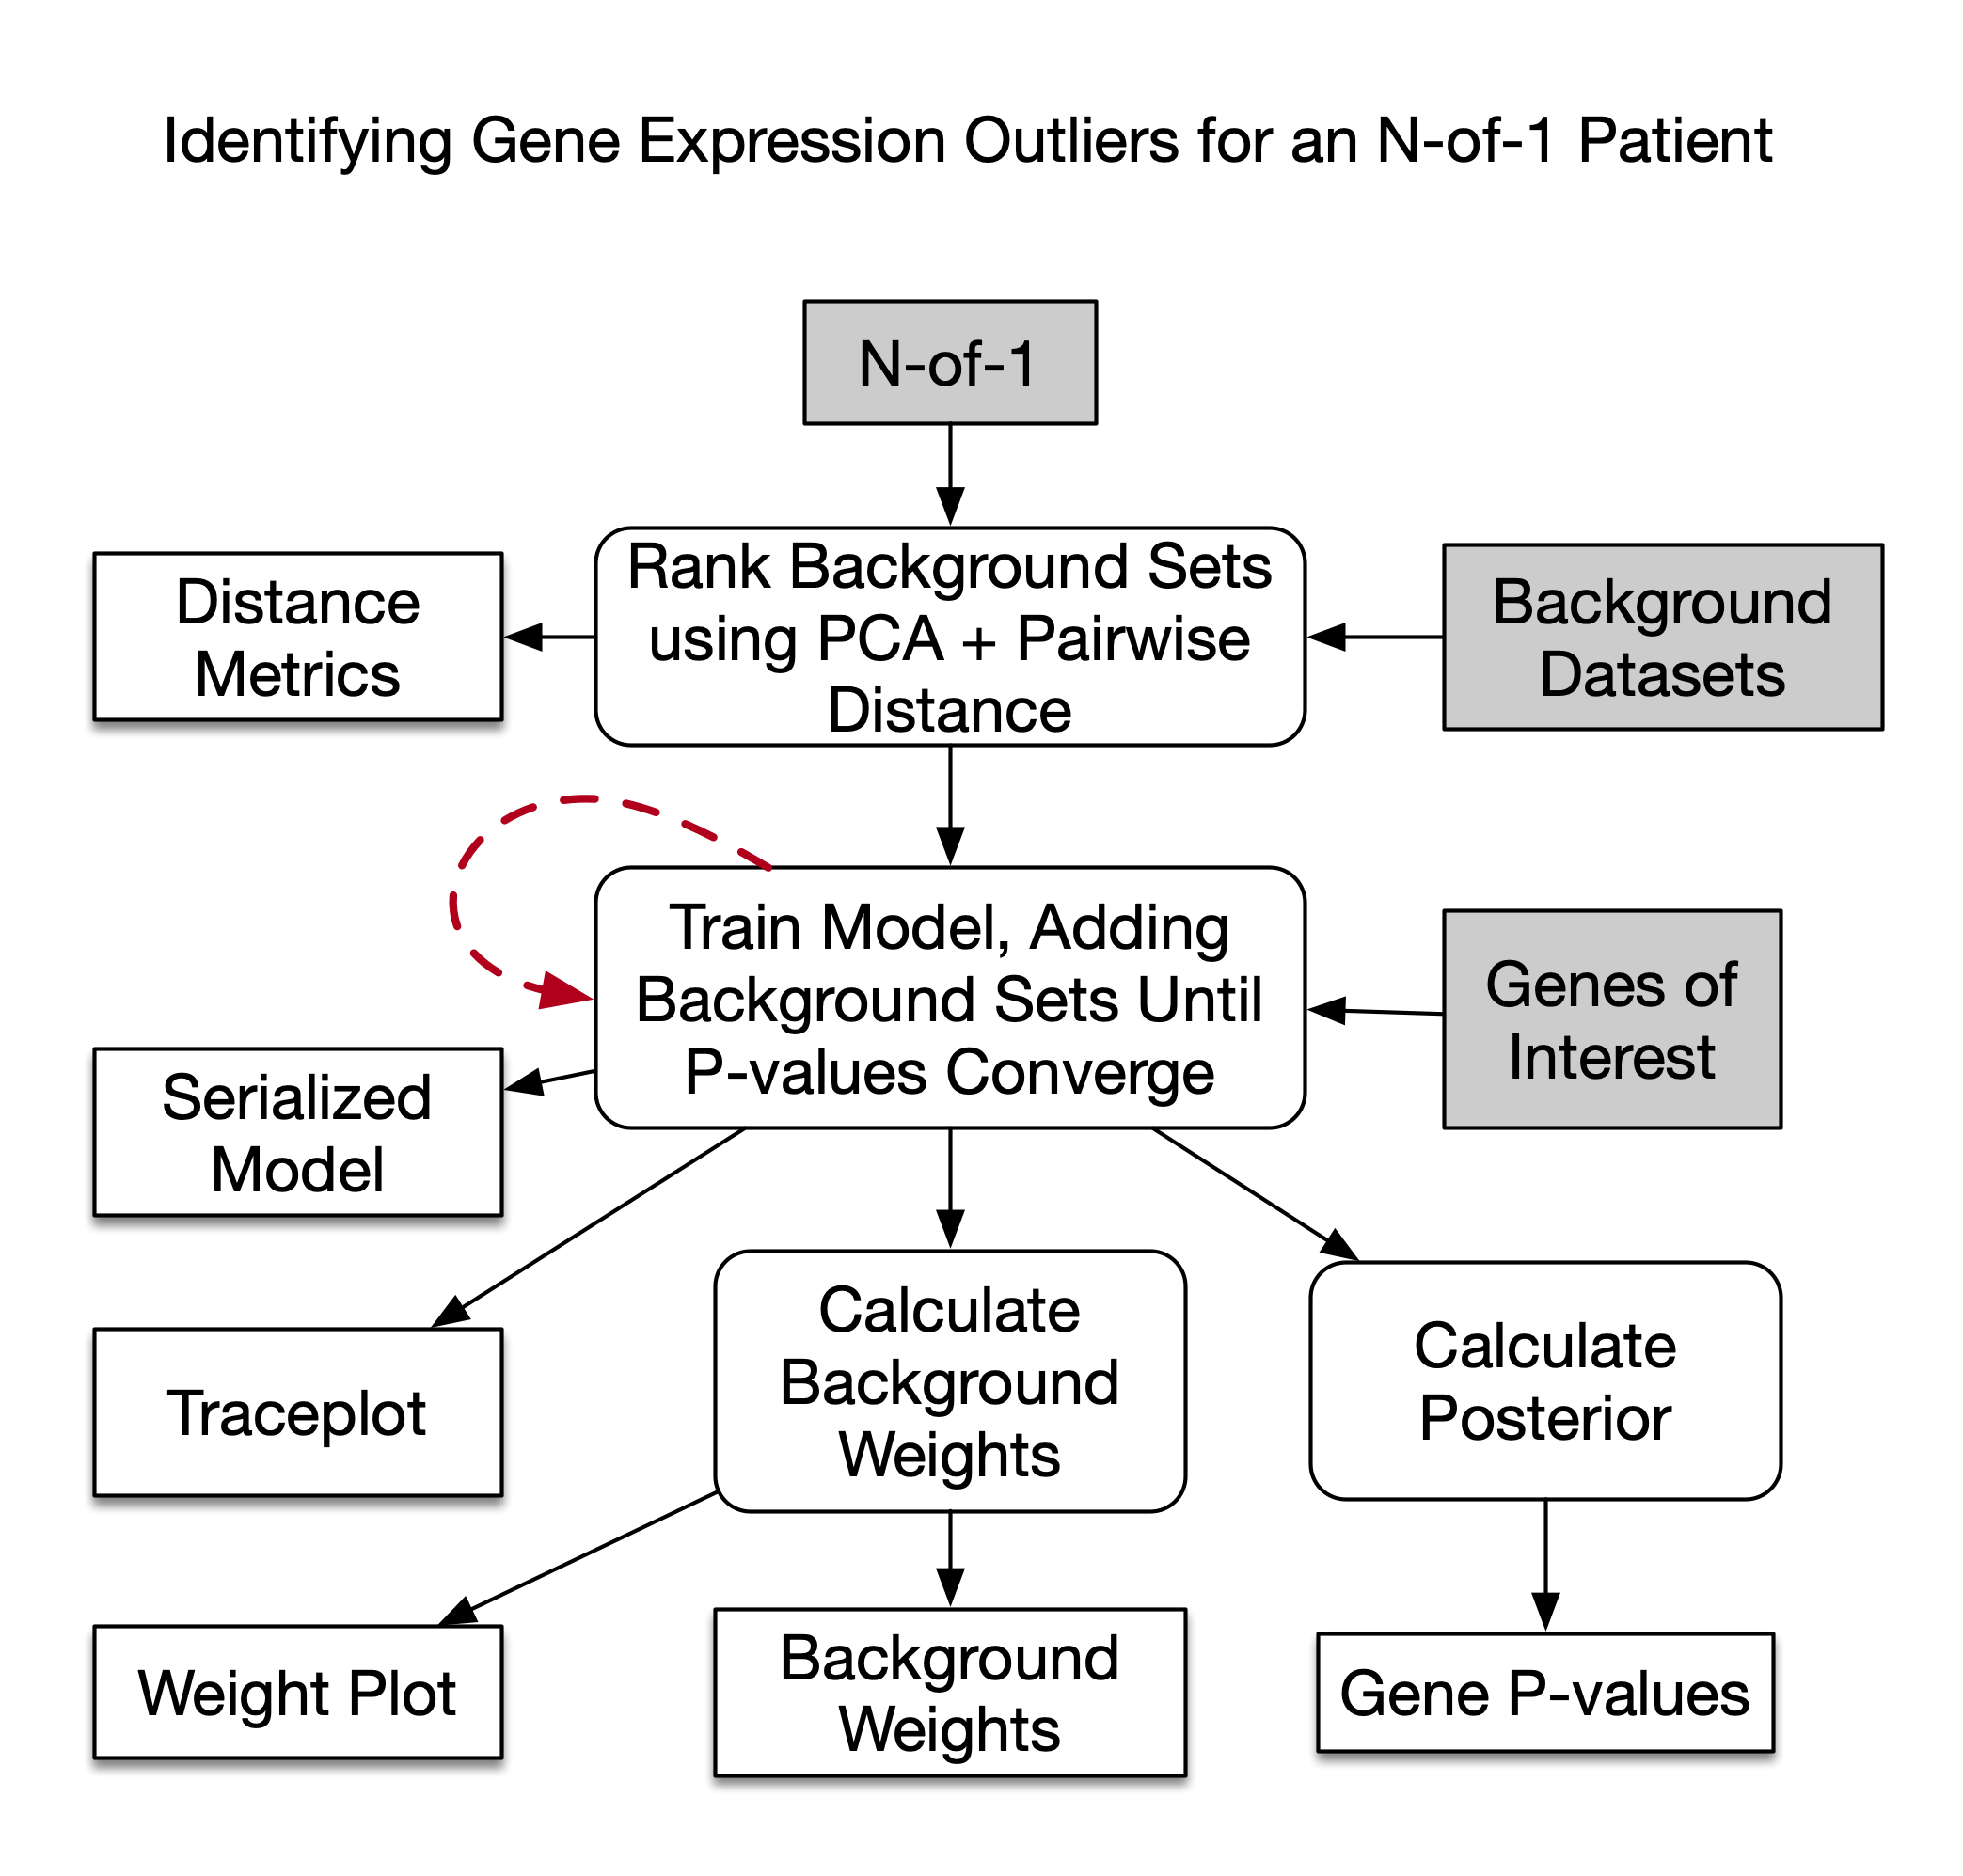 Identifying Gene Expression Outliers for an N-of-1 Patient
N-of-1
Distance
Metrics
Rank Background Sets
using PCA + Pairwise
Distance
Background
Datasets
Train Model, Adding
Background Sets Until
P-values Converge
Genes of
Interest
Serialized
Model
Traceplot
Calculate
Background
Weights
Calculate
Posterior
Weight Plot
Background
Weights
Gene P-values